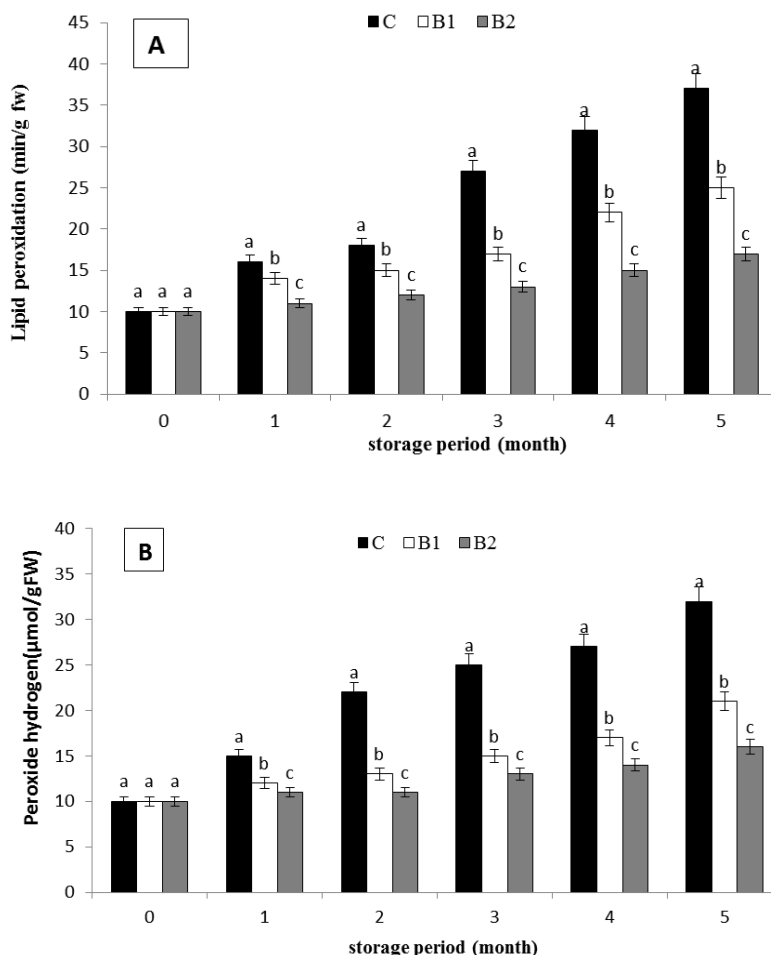 A
C B1 B2
Lipid peroxidation (min/g fw)
45
40
35
30
25
20
15
10
5
0
a a a
a b c
a b c
a b c
a b c
a b c
0 1 2 3 4 5
storage period (month)
B
C B1 B2
Peroxide hydrogen(µmol/gFW)
40
35
30
25
20
15
10
5
0
a a a
a b c
a b c
a b c
a b c
a b c
0 1 2 3 4 5
storage period (month)